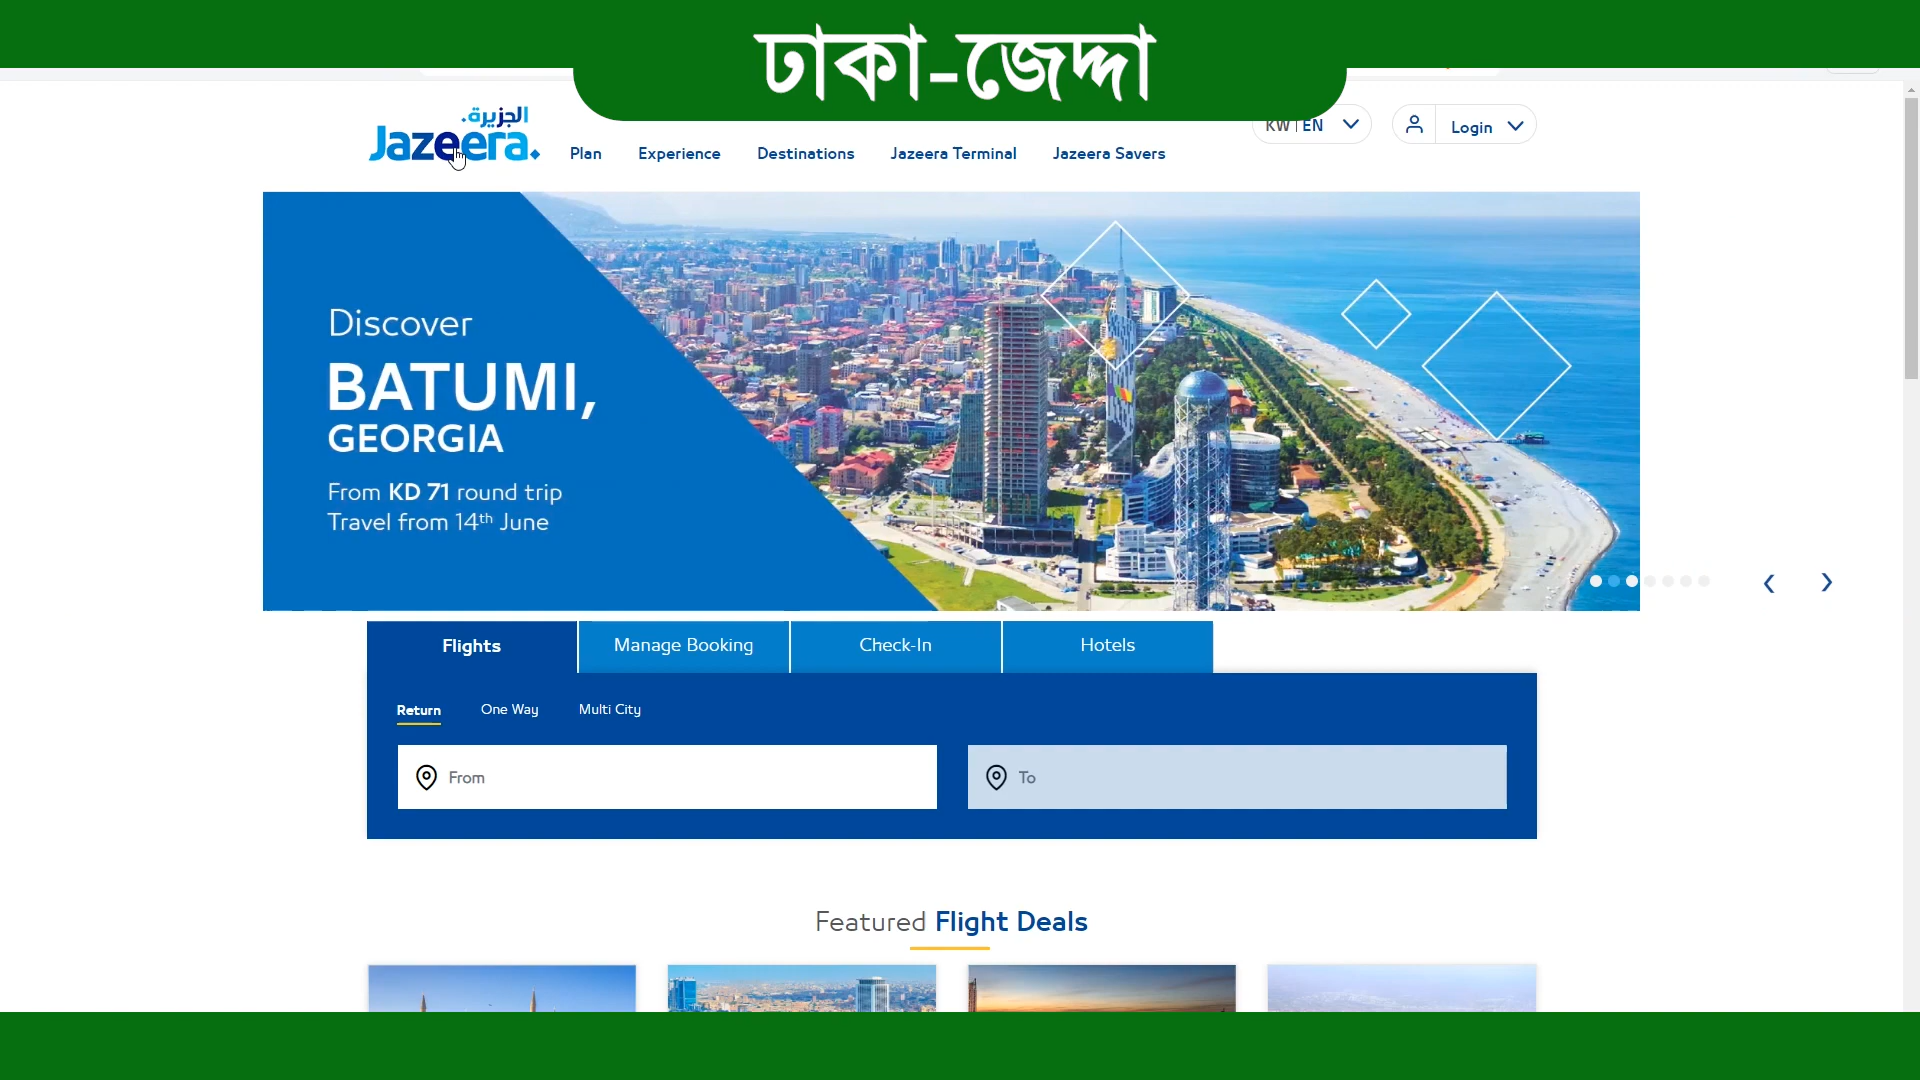 ঢাকা-জেদ্দা
الجزيرة
Jazeera
Plan
Experience
Destinations
Jazeera Terminal
Jazeera Savers
KW | EN
Login
Discover
BATUMI,
GEORGIA
From KD 71 round trip
Travel from 14th June
Flights
Manage Booking
Check-In
Hotels
Return
One Way
Multi City
From
To
Featured Flight Deals